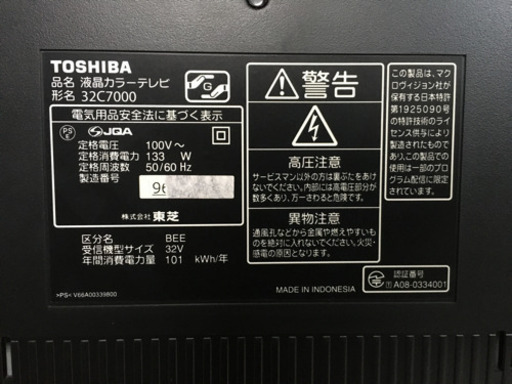 TOSHIBA
品名 液晶カラーテレビ
形名 32C7000
G
電気用品安全法に基づく表示
PS
E
JQA
定格電圧 100V～
定格消費電力 133 W
定格周波数 50/60 Hz
製造番号 96
株式会社 東芝
区分名 BEE
受信機型サイズ 32V
年間消費電力量 101 kWh/年
>PS< V66A00339800
警告
高圧注意
サービスマン以外の方は裏ぶたをあけ
ないでください。内部には高電圧部分が
数多くあり、万一さわると危険です。
異物注意
通風孔などから金属や燃えやすいもの
を絶対に入れないでください。火災・
感電の原因となります。
MADE IN INDONESIA
この製品は、マク
ロヴィジョン社が
保有する日本特許
第1925090号
の特許技術のライ
センス供与により
製造されており、
この特許技術の
使用は一部のプロ
グラム配信に限定
されています。
認証番号
Ⓣ A08-0334001